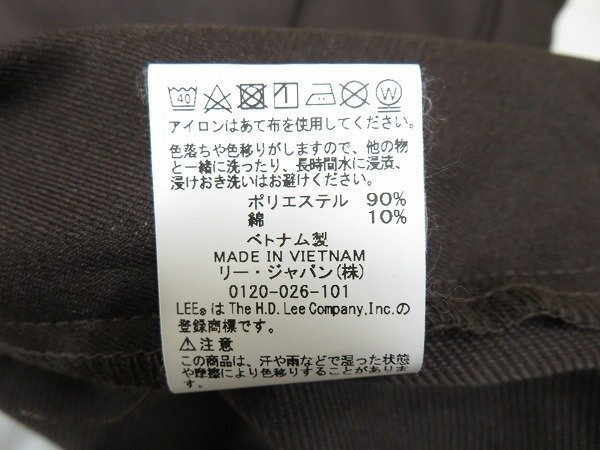 40 W
アイロンはあて布を使用してください。
色落ちや色移りがしますので、他の物
と一緒に洗ったり、長時間水に浸漬、
浸けおき洗いはお避けください。
ポリエステル 90%
綿 10%
ベトナム製
MADE IN VIETNAM
リー・ジャパン(株)
0120-026-101
LEE®は The H.D. Lee Company,Inc.の
登録商標です。
⚠注意
この商品は、汗や雨などで湿った状態
や摩擦により色移りする場合が